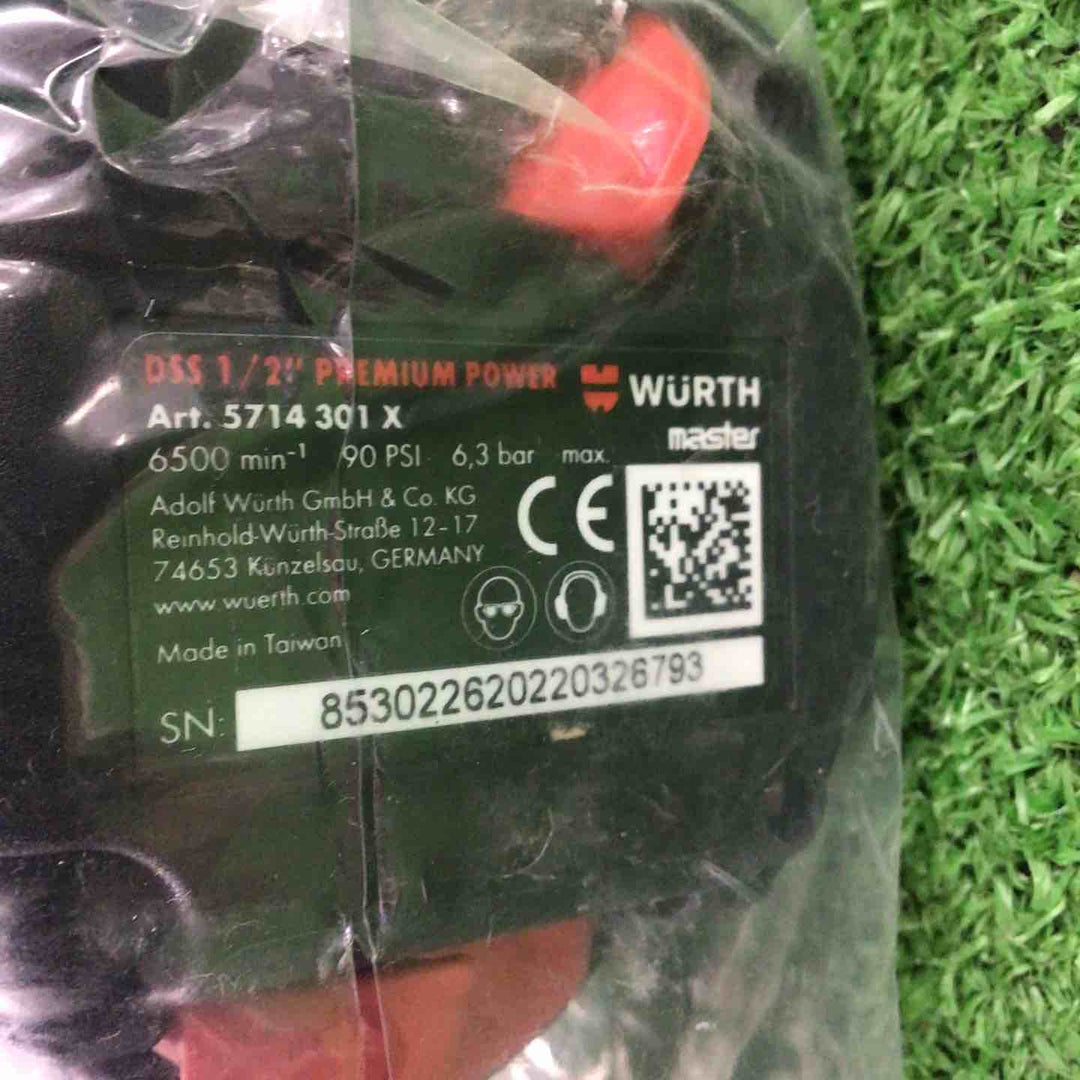 DSS 1/2" PREMIUM POWER
WÜRTH
master
Art. 5714 301 X
6500 min⁻¹ 90 PSI 6,3 bar max.
Adolf Würth GmbH & Co. KG
Reinhold-Würth-Straße 12-17
74653 Künzelsau, GERMANY
www.wuerth.com
CE
Made in Taiwan
SN: 853022620220326793